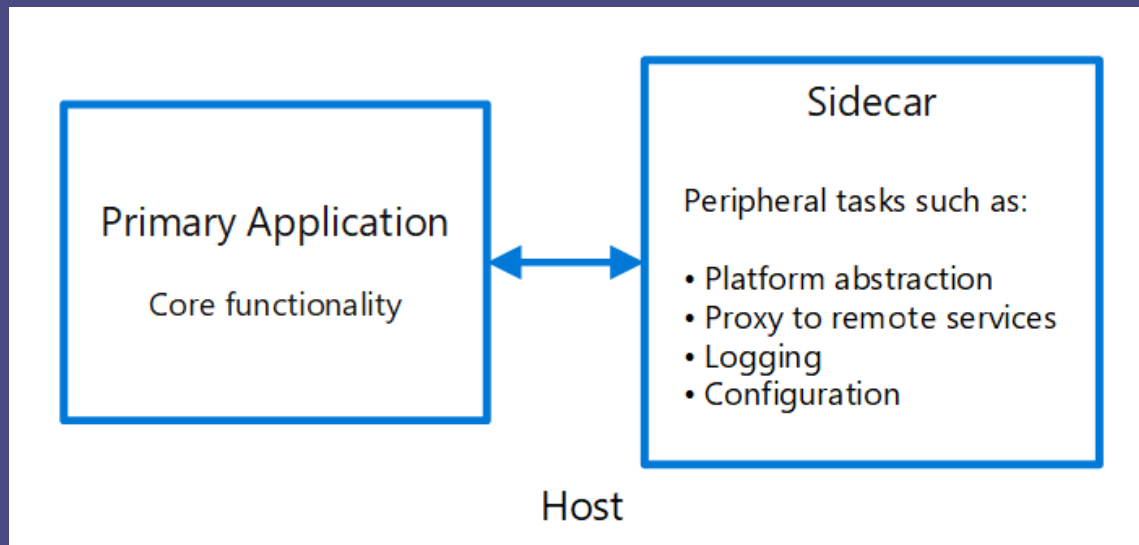 Primary Application
Core functionality
Sidecar
Peripheral tasks such as:
• Platform abstraction
• Proxy to remote services
• Logging
• Configuration
Host